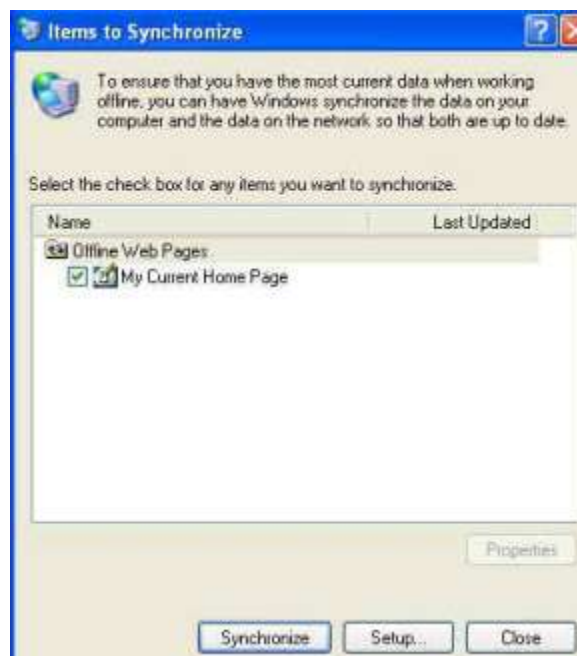 Items to Synchronize
To ensure that you have the most current data when working
offline, you can have Windows synchronize the data on your
computer and the data on the network so that both are up to date.
Select the check box for any items you want to synchronize.
Name Last Updated
Offline Web Pages
My Current Home Page
Properties
Synchronize Setup... Close